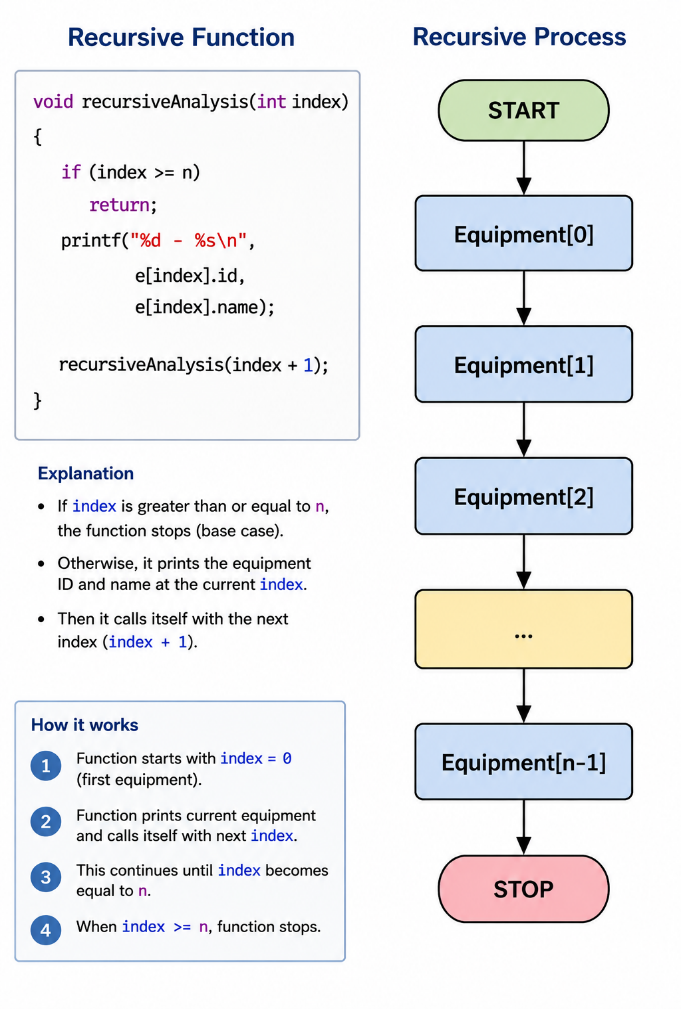 Recursive Function
void recursiveAnalysis(int index)
{
if (index >= n)
return;
printf("%d - %s\n",
e[index].id,
e[index].name);
recursiveAnalysis(index + 1);
}
Explanation
• If index is greater than or equal to n,
the function stops (base case).
• Otherwise, it prints the equipment
ID and name at the current index.
• Then it calls itself with the next
index (index + 1).
How it works
1 Function starts with index = 0
(first equipment).
2 Function prints current equipment
and calls itself with next index.
3 This continues until index becomes
equal to n.
4 When index >= n, function stops.
Recursive Process
START
Equipment[0]
Equipment[1]
Equipment[2]
...
Equipment[n-1]
STOP